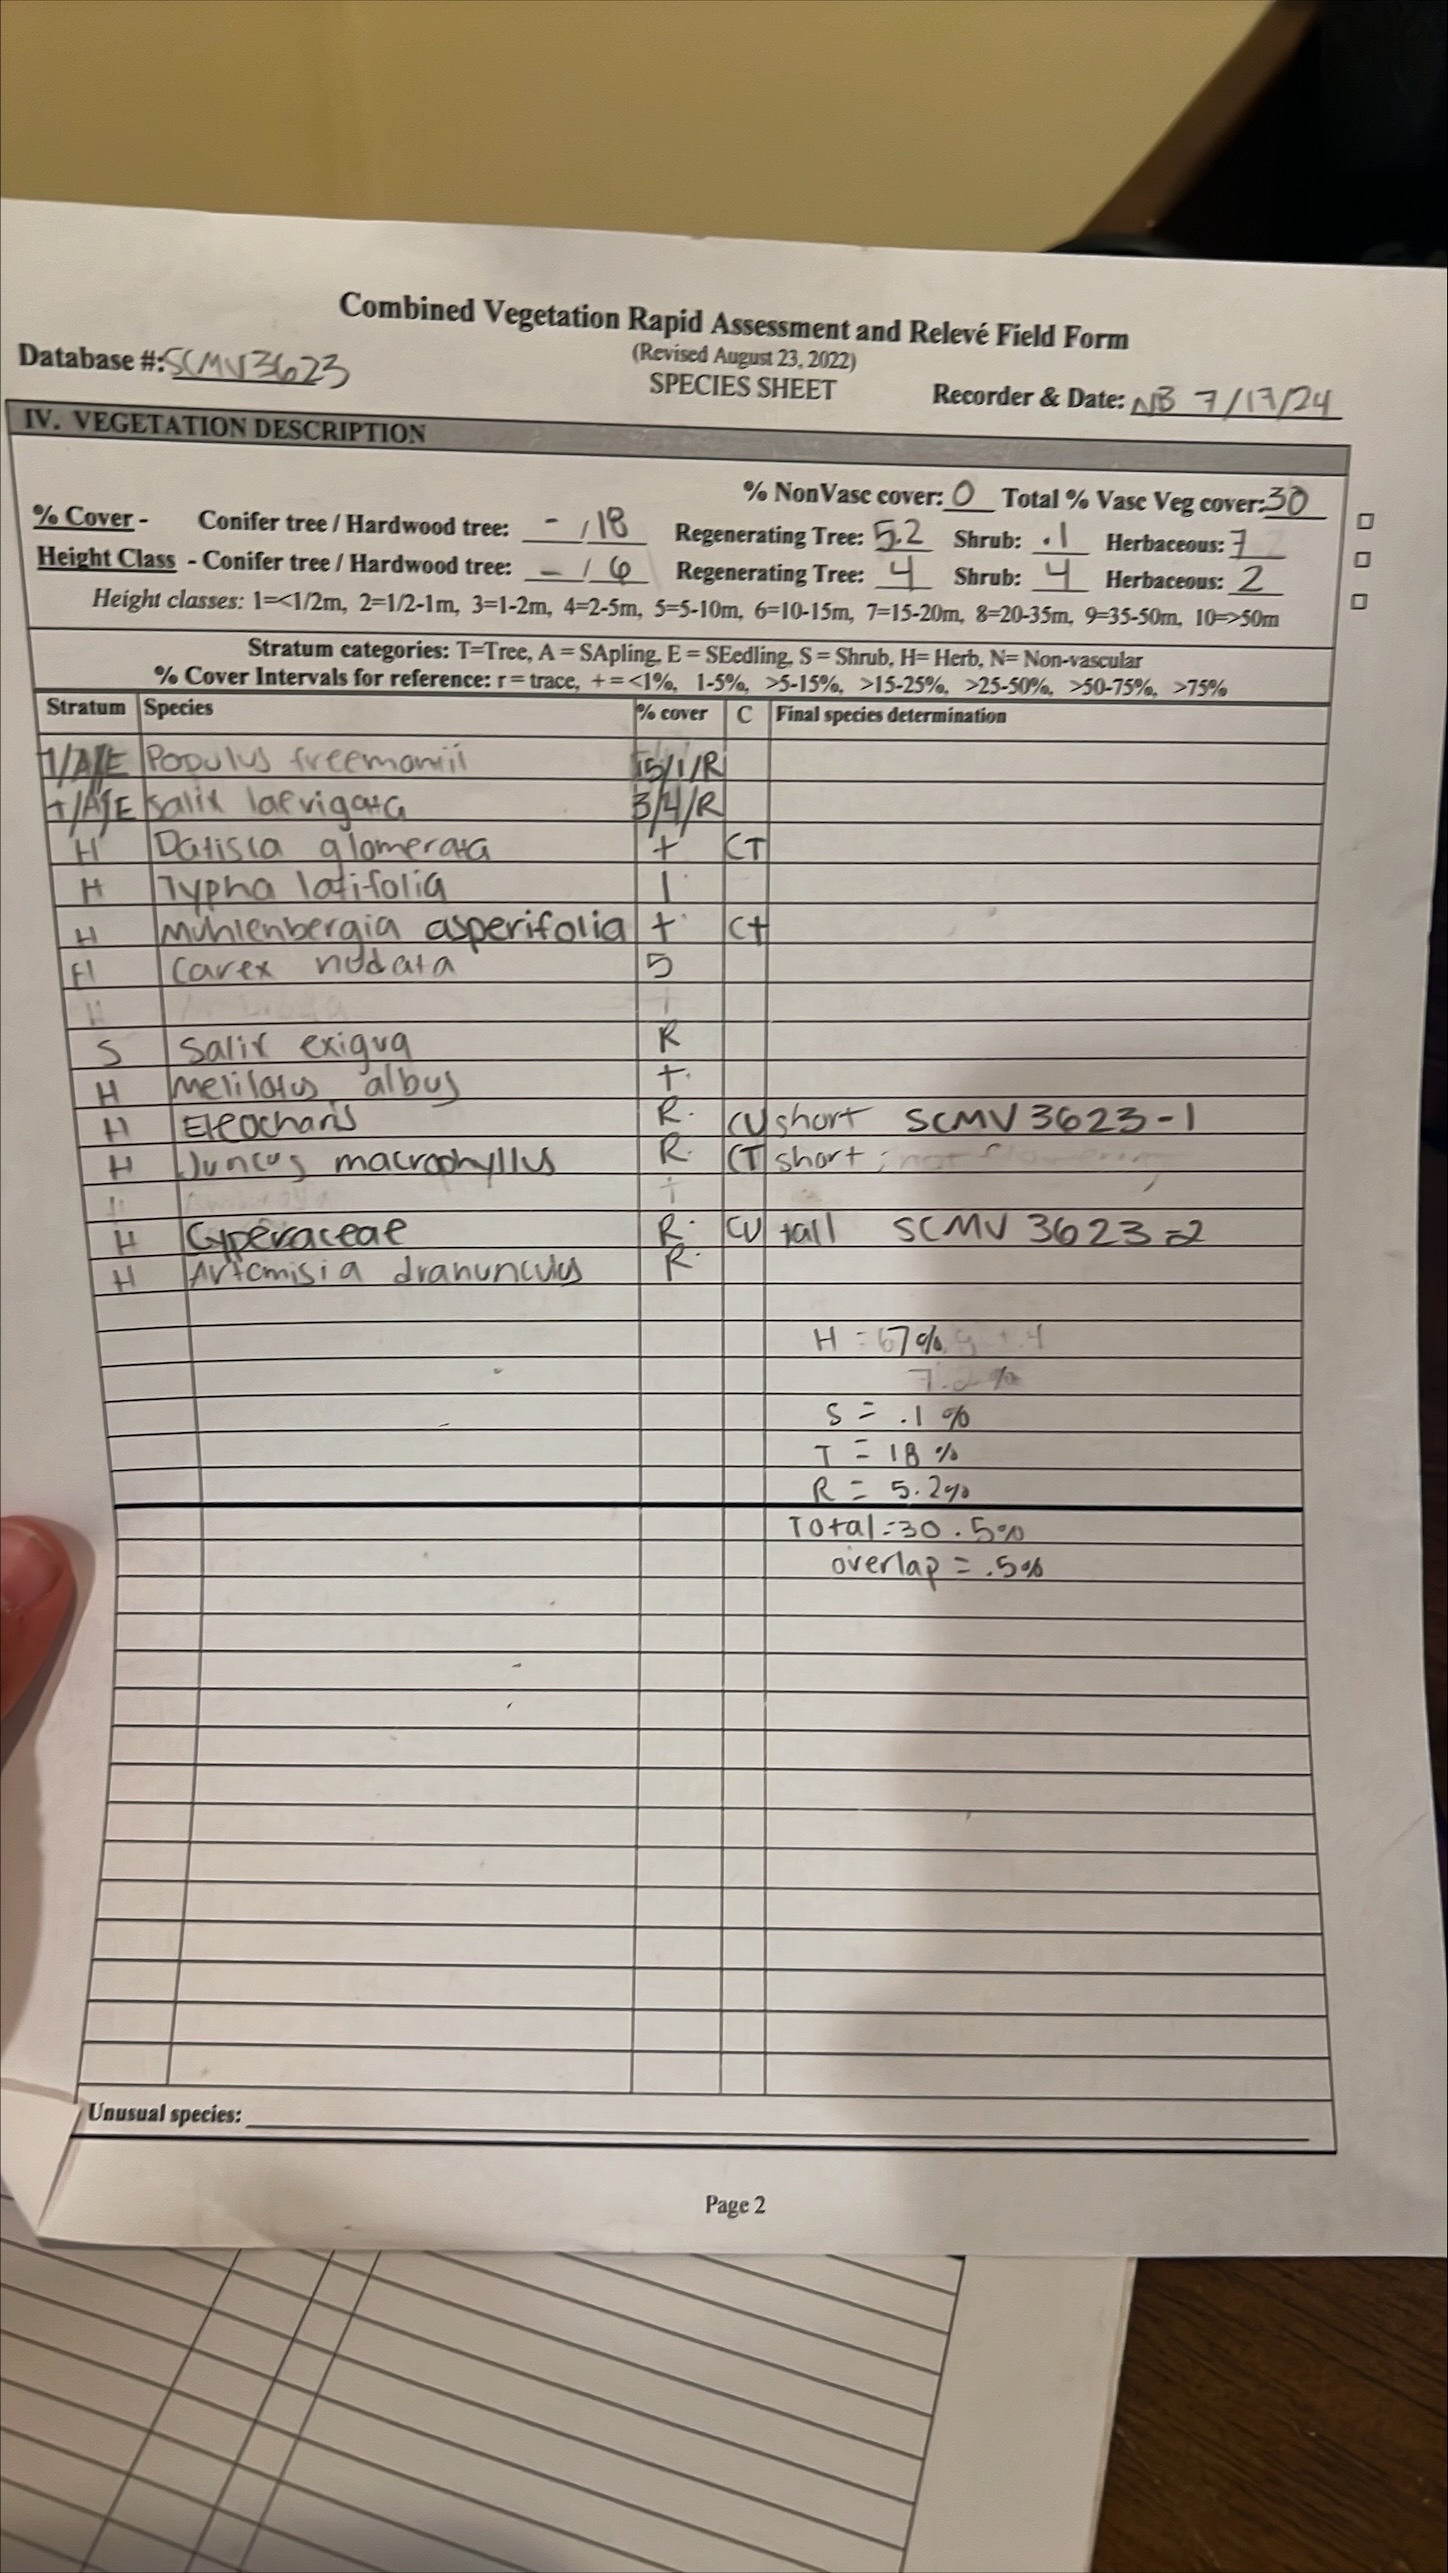 Combined Vegetation Rapid Assessment and Relevé Field Form
(Revised August 23, 2022)
Database #: SCMV3623
SPECIES SHEET
Recorder & Date: NB 7/17/24
IV. VEGETATION DESCRIPTION
% NonVasc cover: 0 Total % Vasc Veg cover: 30
% Cover - Conifer tree / Hardwood tree: - / 18 Regenerating Tree: 5.2 Shrub: .1 Herbaceous: 7
Height Class - Conifer tree / Hardwood tree: - / 6 Regenerating Tree: 4 Shrub: 4 Herbaceous: 2
Height classes: 1=<1/2m, 2=1/2-1m, 3=1-2m, 4=2-5m, 5=5-10m, 6=10-15m, 7=15-20m, 8=20-35m, 9=35-50m, 10=>50m
Stratum categories: T=Tree, A = SApling, E = SEedling, S = Shrub, H= Herb, N= Non-vascular
% Cover Intervals for reference: r = trace, + = <1%, 1-5%, >5-15%, >15-25%, >25-50%, >50-75%, >75%
Stratum Species % cover C Final species determination
T/A/E Populus freemonii 15/1/R
T/A/E Salix laevigata 3/4/R
H Datisca glomerata + CT
H Typha latifolia 1
H Muhlenbergia asperifolia + Ct
H Carex nudata 5
H +
S Salix exigua R
H Melilotus albus +
H Eleocharis R CU short SCMV 3623-1
H Juncus macrophyllus R CT short
+
H Cyperaceae R CU tall SCMV 3623-2
H Artemisia dranunculus R
H = 67%
7.2%
S = .1 %
T = 18 %
R = 5.2%
Total = 30.5%
overlap = .5%
Unusual species:
Page 2